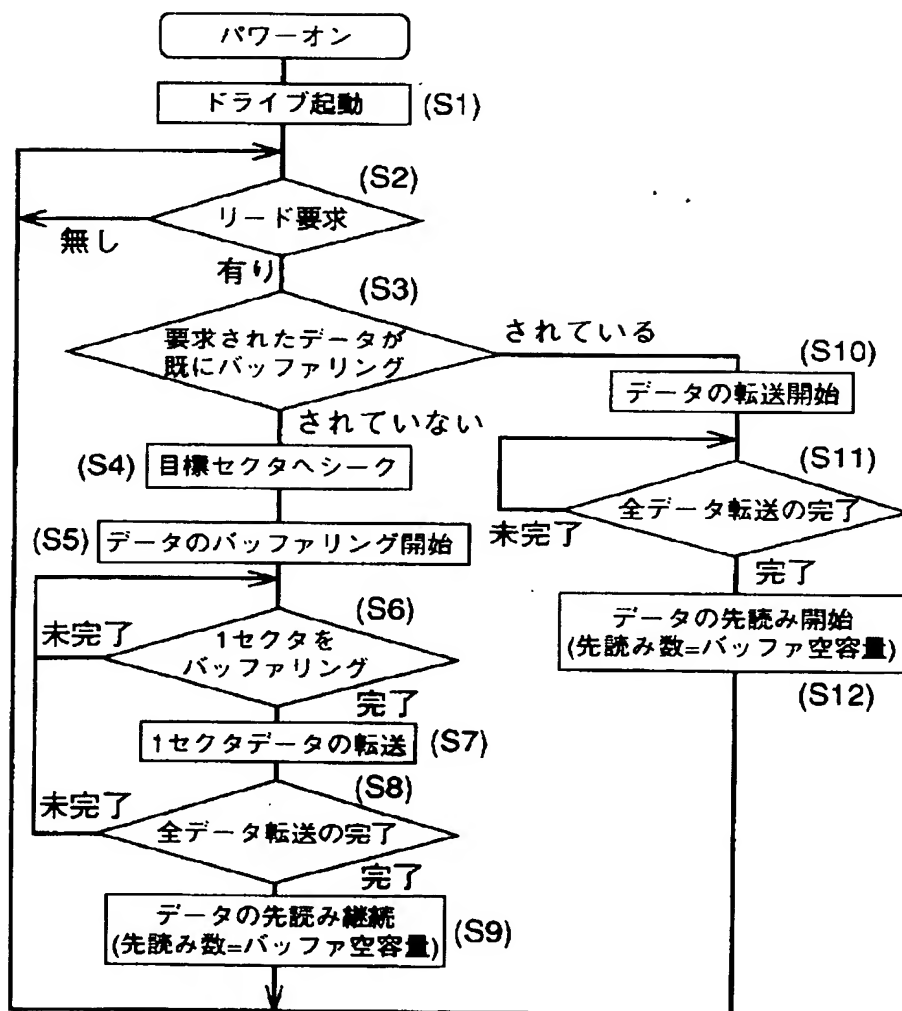 パワーオン
ドライブ起動
(S1)
(S2)
リード要求
無し
有り
(S3)
要求されたデータが
既にバッファリング
されている
されていない
(S10)
データの転送開始
(S4)
目標セクタへシーク
(S11)
全データ転送の完了
未完了
完了
(S5)
データのバッファリング開始
(S6)
1セクタを
バッファリング
未完了
完了
データの先読み開始
(先読み数=バッファ空容量)
(S12)
1セクタデータの転送
(S7)
(S8)
全データ転送の完了
未完了
完了
データの先読み継続
(先読み数=バッファ空容量)
(S9)